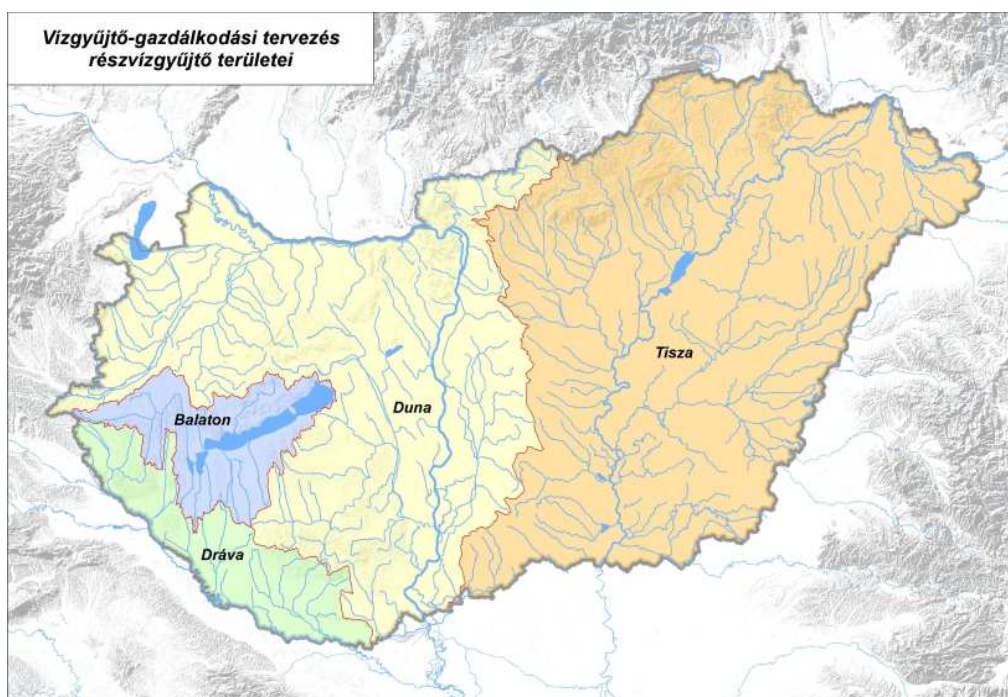 Vízgyűjtő-gazdálkodási tervezés
részvízgyűjtő területei
Tisza
Duna
Balaton
Dráva